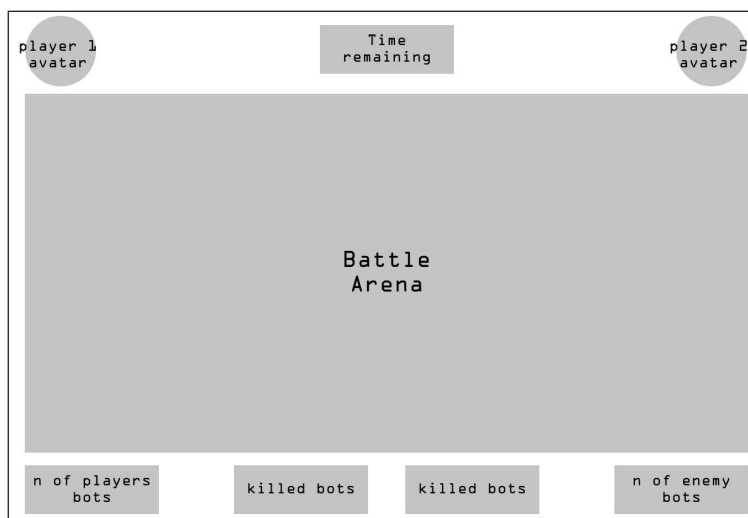 player 1
avatar
Time
remaining
player 2
avatar
Battle
Arena
n of players
bots
killed bots
killed bots
n of enemy
bots